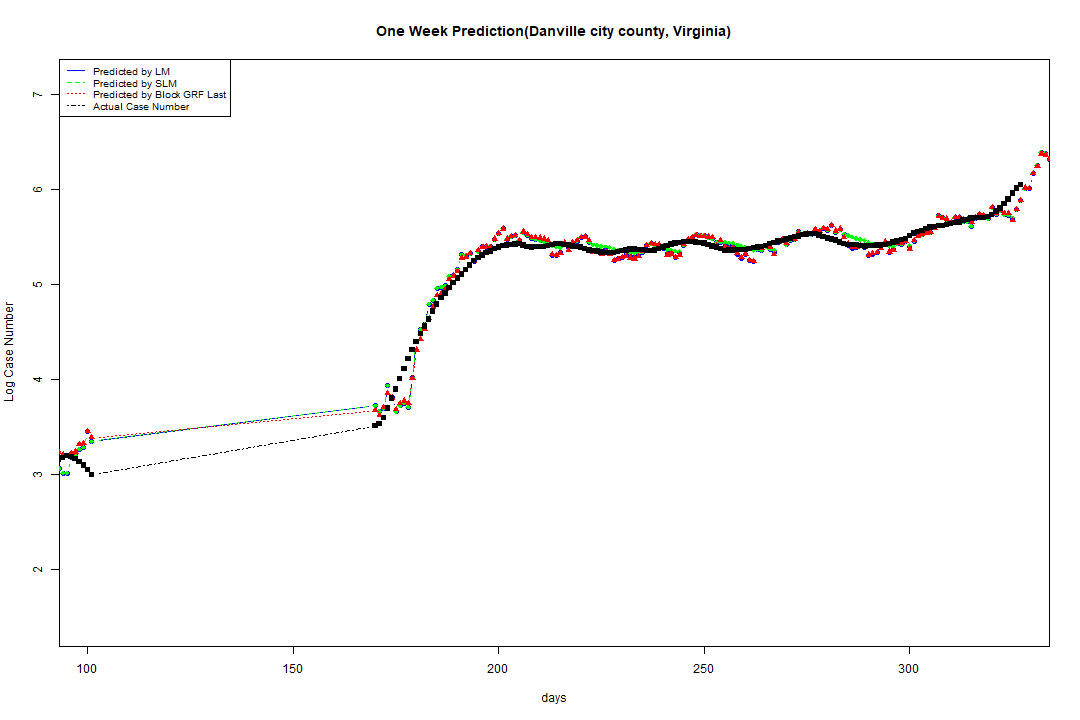 One Week Prediction(Danville city county, Virginia)
Predicted by LM
Predicted by SLM
Predicted by Block GRF Last
Actual Case Number
7
6
5
4
3
2
Log Case Number
100 150 200 250 300
days